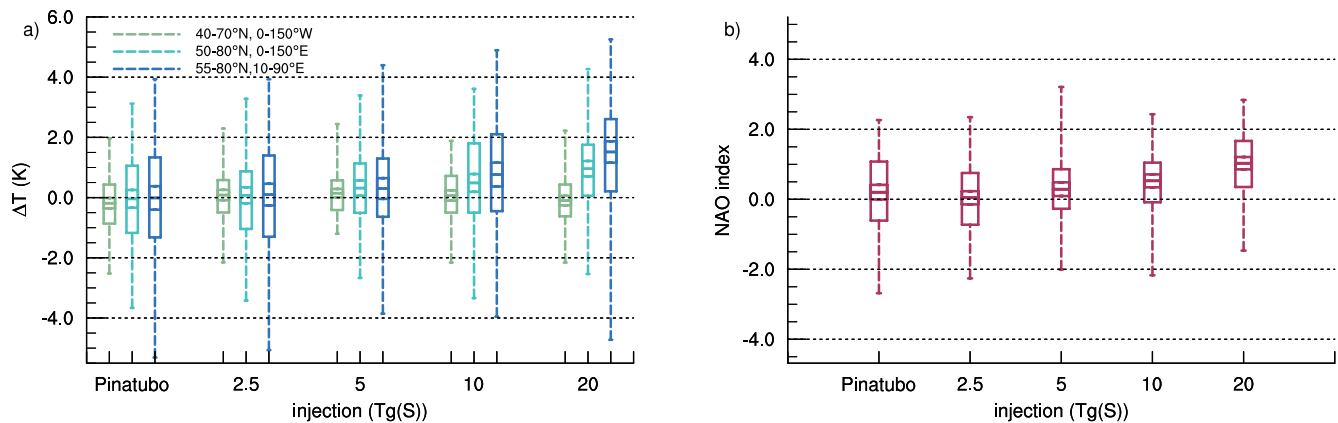 a)
40-70°N, 0-150°W
50-80°N, 0-150°E
55-80°N,10-90°E
6.0
4.0
2.0
0.0
-2.0
-4.0
ΔT (K)
Pinatubo 2.5 5 10 20
injection (Tg(S))
b)
4.0
2.0
0.0
-2.0
-4.0
NAO index
Pinatubo 2.5 5 10 20
injection (Tg(S))